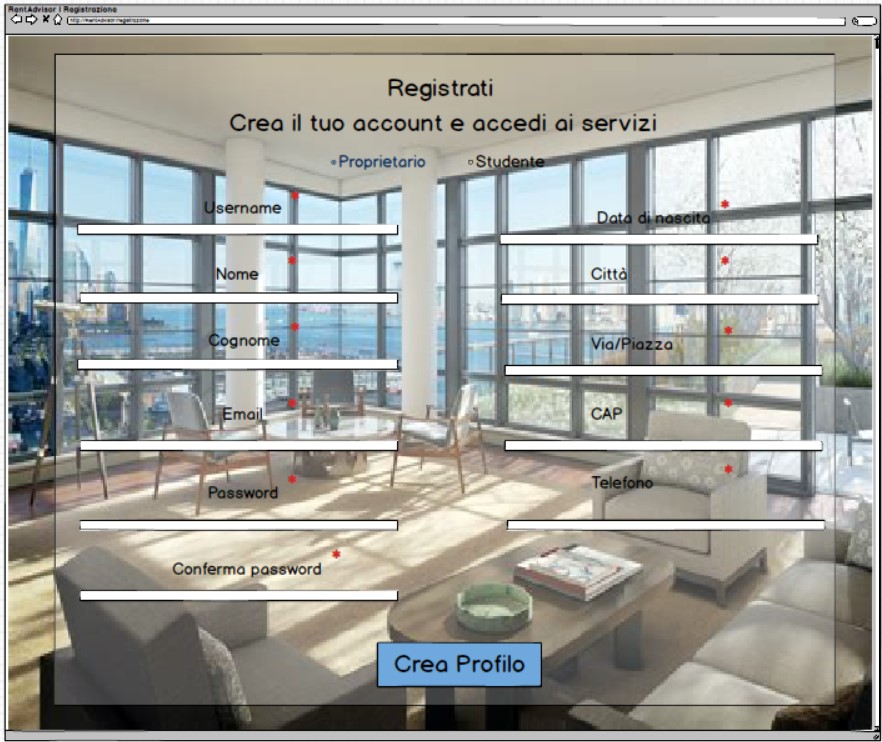 RentAdvisor | Registrazione
http://RentAdvisor/registrazione
Registrati
Crea il tuo account e accedi ai servizi
Proprietario Studente
Username *
Data di nascita *
Nome *
Città *
Cognome *
Via/Piazza *
Email *
CAP *
Password *
Telefono *
Conferma password *
Crea Profilo